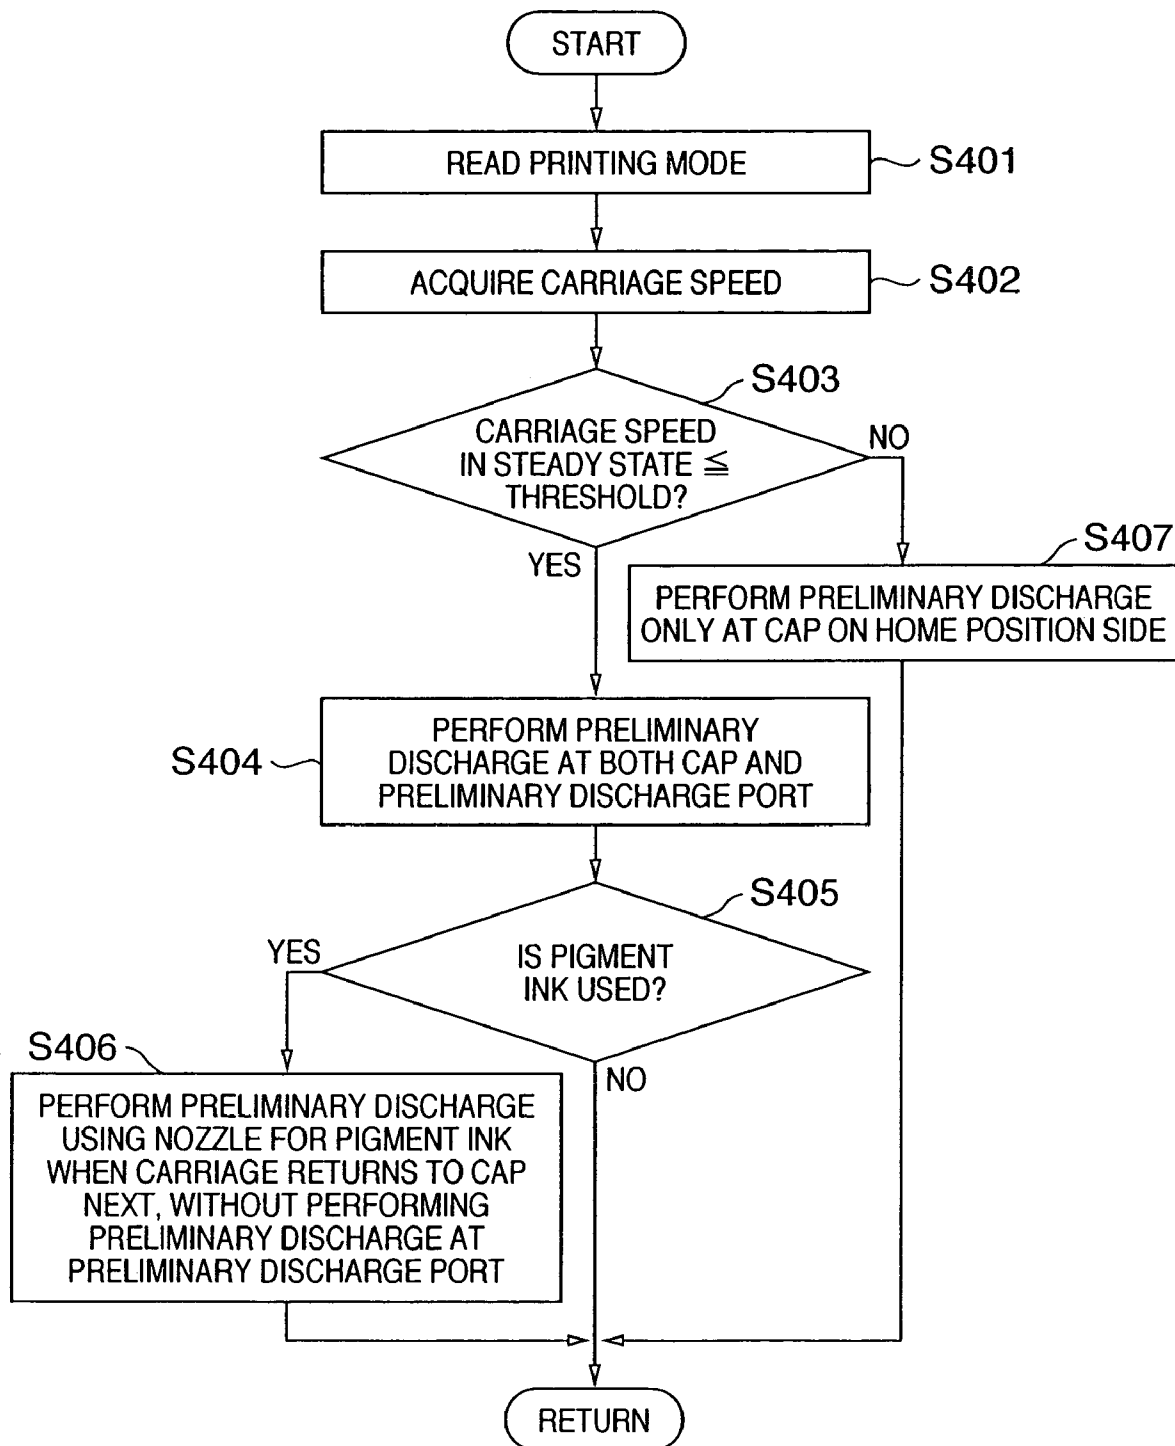 START
READ PRINTING MODE
S401
ACQUIRE CARRIAGE SPEED
S402
S403
CARRIAGE SPEED
IN STEADY STATE ≦
THRESHOLD?
NO
YES
S407
PERFORM PRELIMINARY DISCHARGE
ONLY AT CAP ON HOME POSITION SIDE
S404
PERFORM PRELIMINARY
DISCHARGE AT BOTH CAP AND
PRELIMINARY DISCHARGE PORT
S405
IS PIGMENT
INK USED?
YES
NO
S406
PERFORM PRELIMINARY DISCHARGE
USING NOZZLE FOR PIGMENT INK
WHEN CARRIAGE RETURNS TO CAP
NEXT, WITHOUT PERFORMING
PRELIMINARY DISCHARGE AT
PRELIMINARY DISCHARGE PORT
RETURN